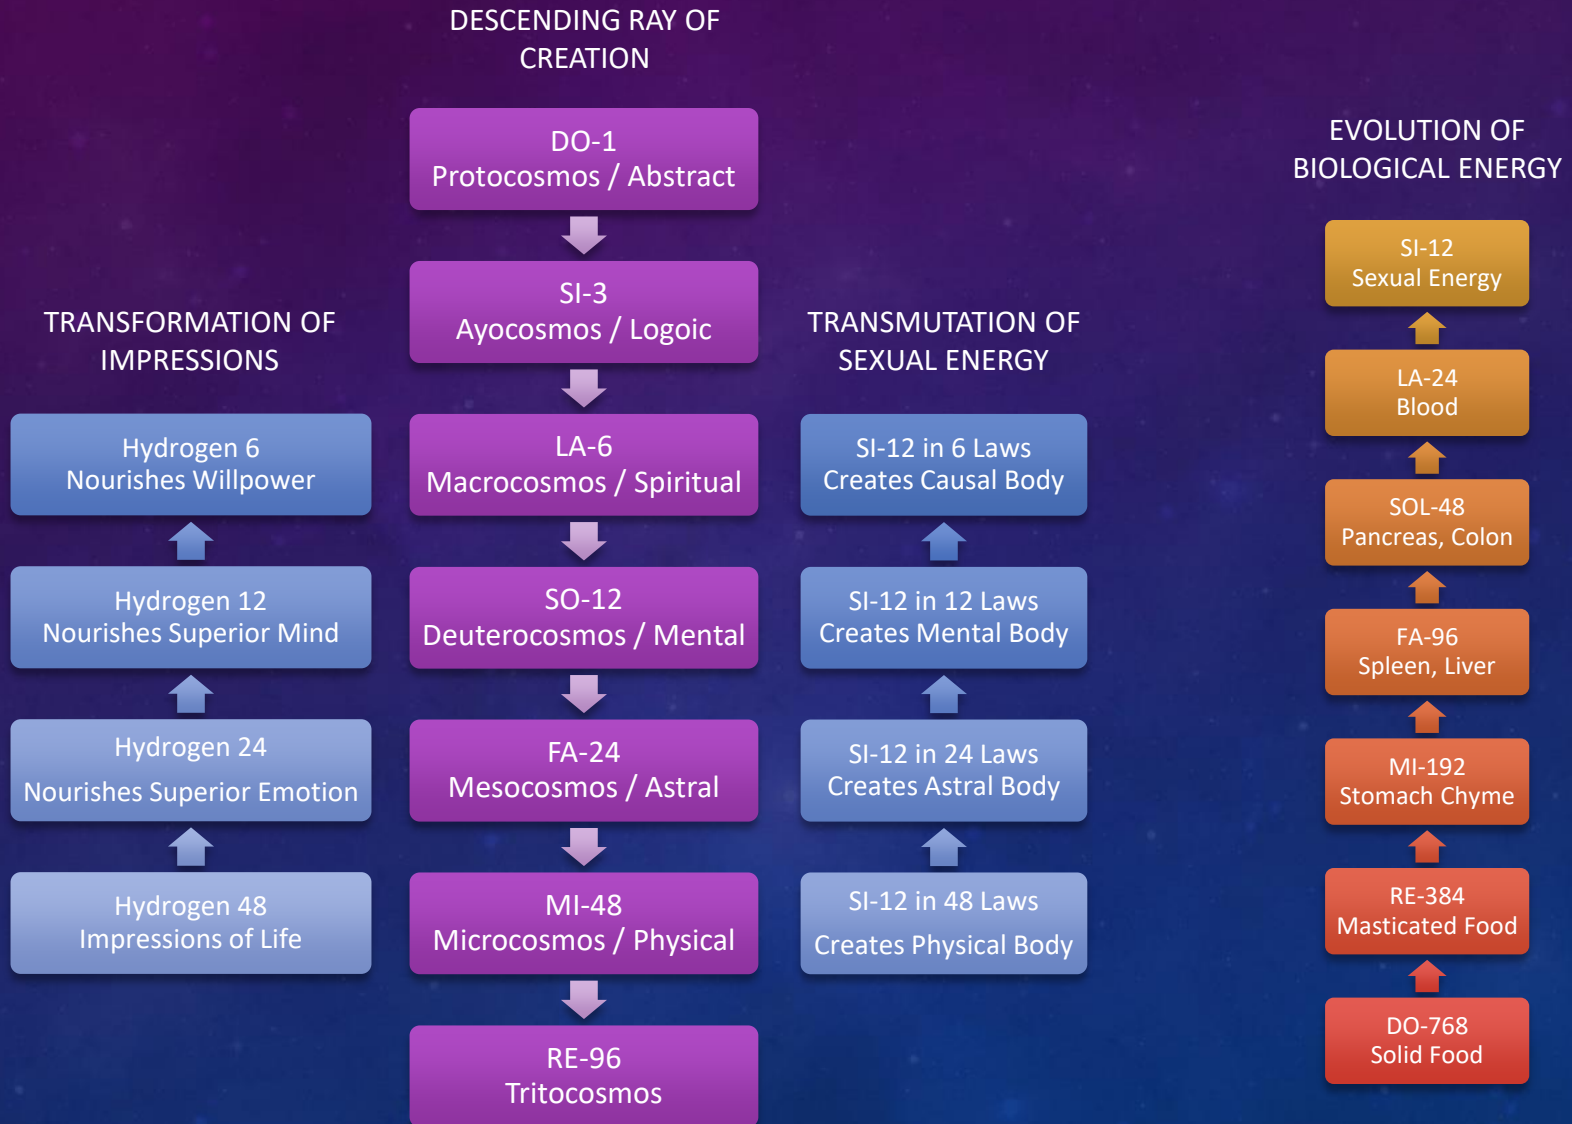 DESCENDING RAY OF
CREATION
DO-1
Protocosmos / Abstract
SI-3
Ayocosmos / Logoic
LA-6
Macrocosmos / Spiritual
SO-12
Deuterocosmos / Mental
FA-24
Mesocosmos / Astral
MI-48
Microcosmos / Physical
RE-96
Tritocosmos
TRANSFORMATION OF
IMPRESSIONS
Hydrogen 6
Nourishes Willpower
Hydrogen 12
Nourishes Superior Mind
Hydrogen 24
Nourishes Superior Emotion
Hydrogen 48
Impressions of Life
TRANSMUTATION OF
SEXUAL ENERGY
SI-12 in 6 Laws
Creates Causal Body
SI-12 in 12 Laws
Creates Mental Body
SI-12 in 24 Laws
Creates Astral Body
SI-12 in 48 Laws
Creates Physical Body
EVOLUTION OF
BIOLOGICAL ENERGY
SI-12
Sexual Energy
LA-24
Blood
SOL-48
Pancreas, Colon
FA-96
Spleen, Liver
MI-192
Stomach Chyme
RE-384
Masticated Food
DO-768
Solid Food